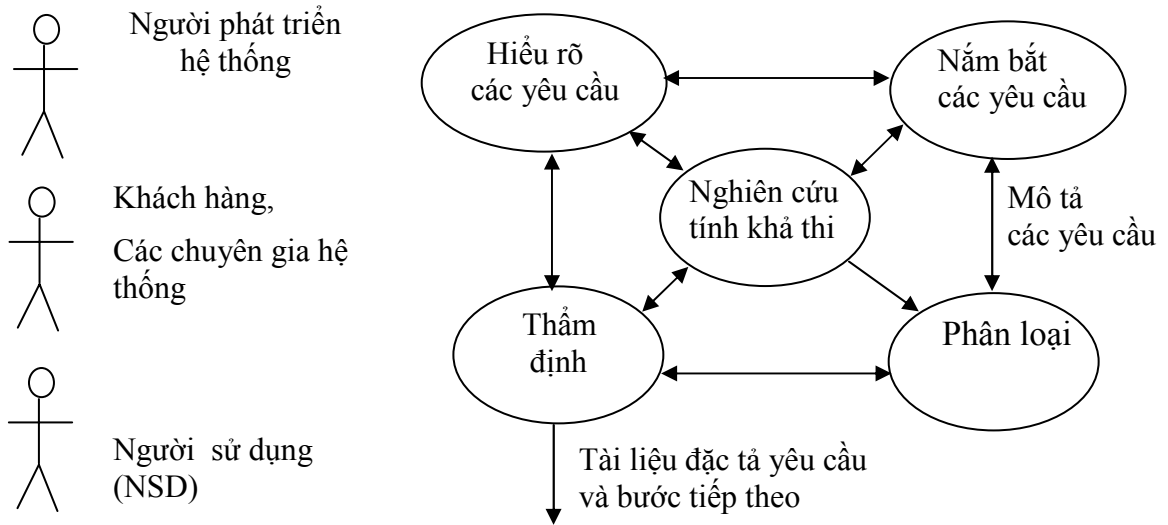 Người phát triển
hệ thống
Khách hàng,
Các chuyên gia hệ
thống
Người sử dụng
(NSD)
Hiểu rõ
các yêu cầu
Nắm bắt
các yêu cầu
Nghiên cứu
tính khả thi
Mô tả
các yêu cầu
Thẩm
định
Phân loại
Tài liệu đặc tả yêu cầu
và bước tiếp theo